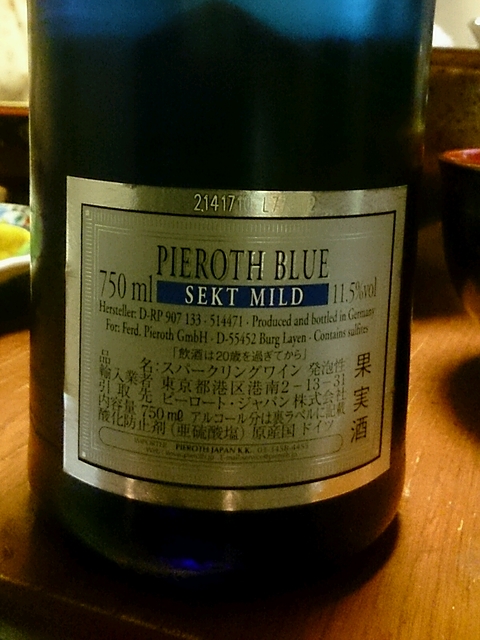 PIEROTH BLUE
750 ml SEKT MILD 11.5%vol
Hersteller: D-RP 907 133 · 514471 · Produced and bottled in Germany
For: Ferd. Pieroth GmbH · D-55452 Burg Layen · Contains sulfites
「飲酒は20歳を過ぎてから」
品名:スパークリングワイン 発泡性
輸入業者 東京都港区港南2-13-31
引取先 ピーロート・ジャパン株式会社
内容量 750ml アルコール分は裏ラベルに記載
酸化防止剤(亜硫酸塩) 原産国 ドイツ
果実酒
IMPORTER PIEROTH JAPAN K.K.